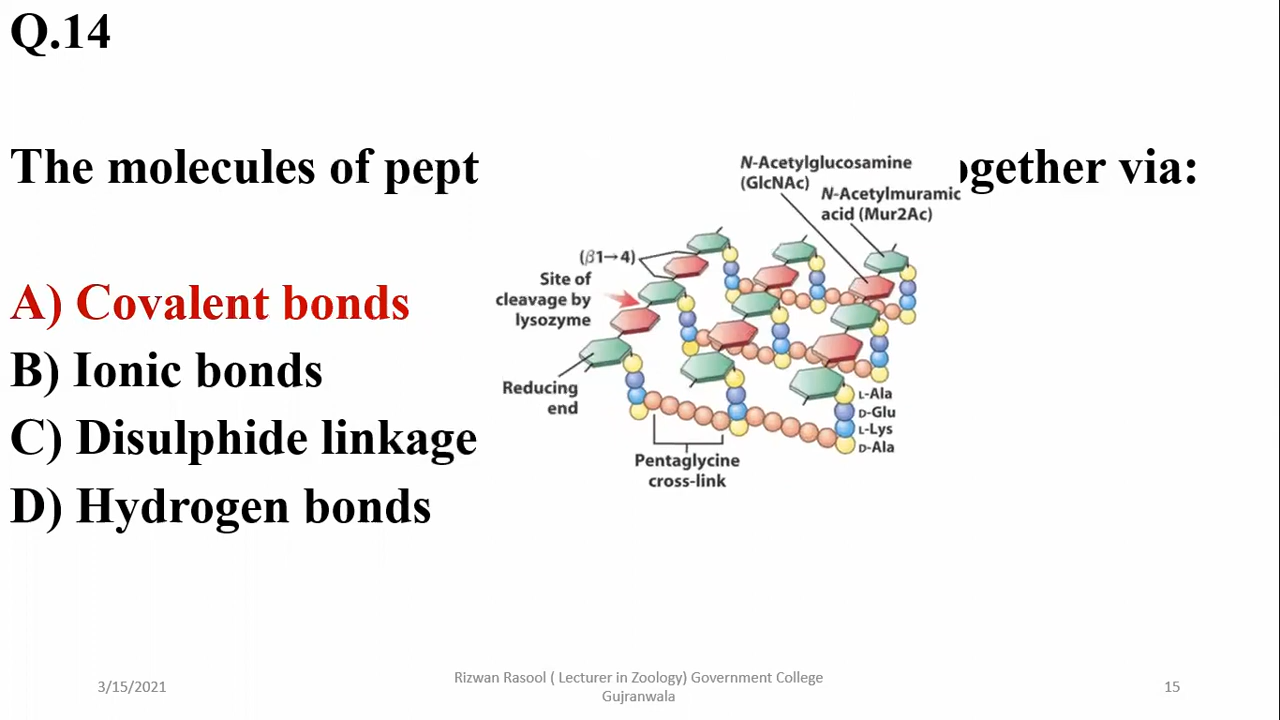 Q.14
The molecules of pept ogether via:
A) Covalent bonds
B) Ionic bonds
C) Disulphide linkage
D) Hydrogen bonds
N-Acetylglucosamine
(GlcNAc)
N-Acetylmuramic
acid (Mur2Ac)
(β1→4)
Site of
cleavage by
lysozyme
Reducing
end
L-Ala
D-Glu
L-Lys
D-Ala
Pentaglycine
cross-link
3/15/2021
Rizwan Rasool ( Lecturer in Zoology) Government College
Gujranwala
15